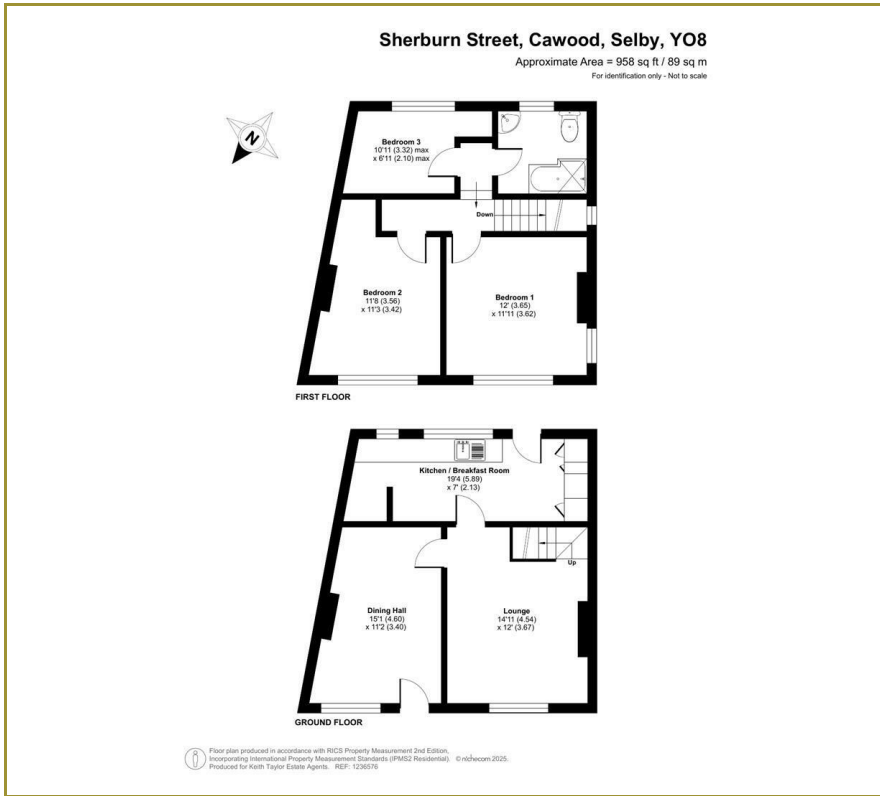 Sherburn Street, Cawood, Selby, YO8
Approximate Area = 958 sq ft / 89 sq m
For identification only - Not to scale
N
Bedroom 3
10'11 (3.32) max
x 6'11 (2.10) max
Down
Bedroom 2
11'8 (3.56)
x 11'3 (3.42)
Bedroom 1
12' (3.65)
x 11'11 (3.62)
FIRST FLOOR
Kitchen / Breakfast Room
19'4 (5.89)
x 7' (2.13)
Up
Dining Hall
15'1 (4.60)
x 11'2 (3.40)
Lounge
14'11 (4.54)
x 12' (3.67)
GROUND FLOOR
Floor plan produced in accordance with RICS Property Measurement 2nd Edition,
Incorporating International Property Measurement Standards (IPMS2 Residential). © nichecom 2025.
Produced for Keith Taylor Estate Agents. REF: 1236576